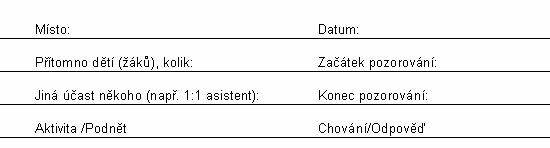 Místo: Datum:
Přítomno dětí (žáků), kolik: Začátek pozorování:
Jiná účast někoho (např. 1:1 asistent): Konec pozorování:
Aktivita /Podnět Chování/Odpověď